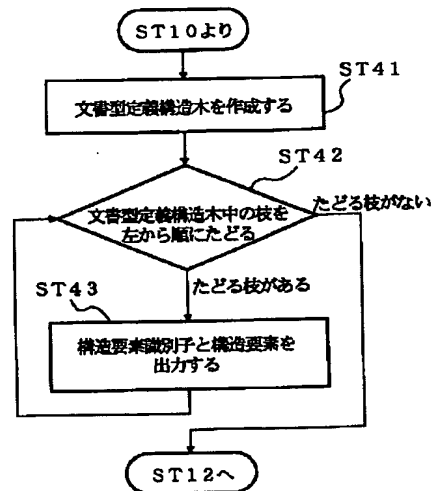 ST10より
ST41
文書型定義構造木を作成する
ST42
文書型定義構造木中の枝を
左から順にたどる
たどる枝がない
たどる枝がある
ST43
構造要素識別子と構造要素を
出力する
ST12へ